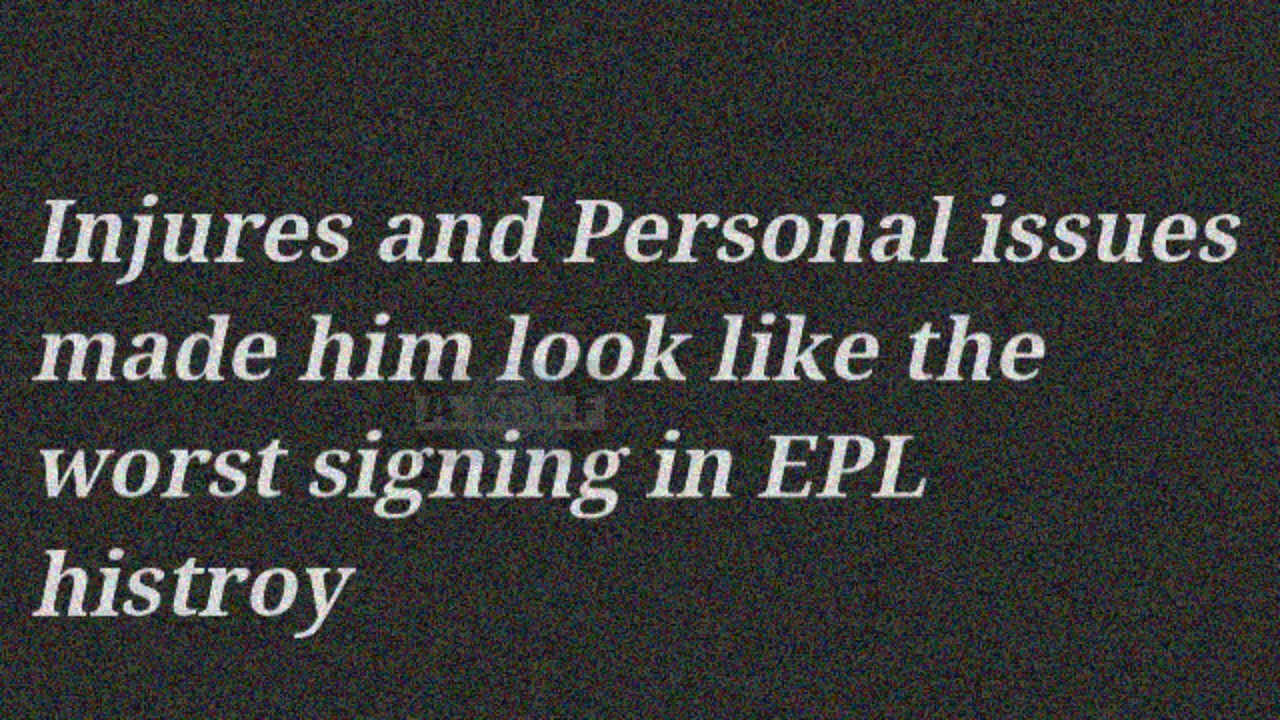 Injures and Personal issues
made him look like the
worst signing in EPL
histroy